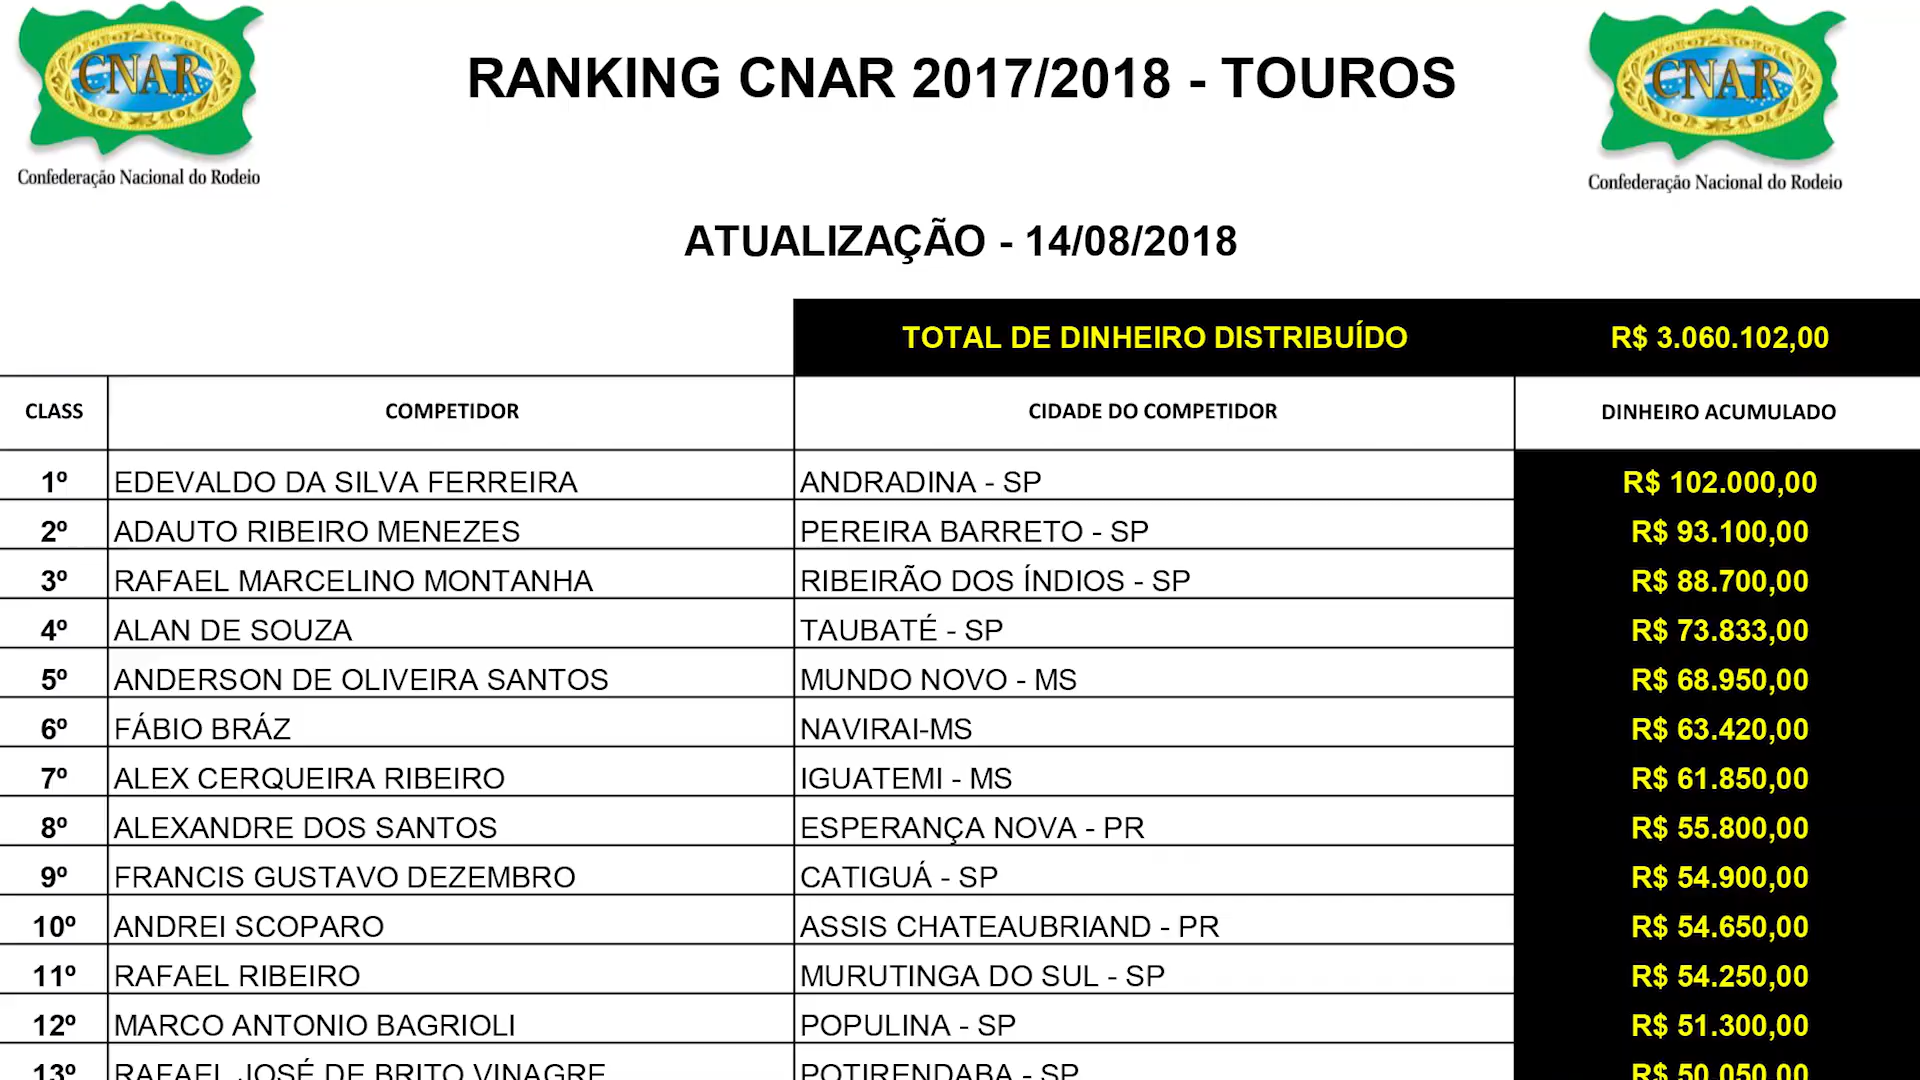 CNAR
Confederação Nacional do Rodeio
RANKING CNAR 2017/2018 - TOUROS
CNAR
Confederação Nacional do Rodeio
ATUALIZAÇÃO - 14/08/2018
TOTAL DE DINHEIRO DISTRIBUÍDO R$ 3.060.102,00
CLASS COMPETIDOR CIDADE DO COMPETIDOR DINHEIRO ACUMULADO
1º EDEVALDO DA SILVA FERREIRA ANDRADINA - SP R$ 102.000,00
2º ADAUTO RIBEIRO MENEZES PEREIRA BARRETO - SP R$ 93.100,00
3º RAFAEL MARCELINO MONTANHA RIBEIRÃO DOS ÍNDIOS - SP R$ 88.700,00
4º ALAN DE SOUZA TAUBATÉ - SP R$ 73.833,00
5º ANDERSON DE OLIVEIRA SANTOS MUNDO NOVO - MS R$ 68.950,00
6º FÁBIO BRÁZ NAVIRAI-MS R$ 63.420,00
7º ALEX CERQUEIRA RIBEIRO IGUATEMI - MS R$ 61.850,00
8º ALEXANDRE DOS SANTOS ESPERANÇA NOVA - PR R$ 55.800,00
9º FRANCIS GUSTAVO DEZEMBRO CATIGUÁ - SP R$ 54.900,00
10º ANDREI SCOPARO ASSIS CHATEAUBRIAND - PR R$ 54.650,00
11º RAFAEL RIBEIRO MURUTINGA DO SUL - SP R$ 54.250,00
12º MARCO ANTONIO BAGRIOLI POPULINA - SP R$ 51.300,00
13º RAFAEL JOSÉ DE BRITO VINAGRE POTIRENDABA - SP R$ 50.050,00